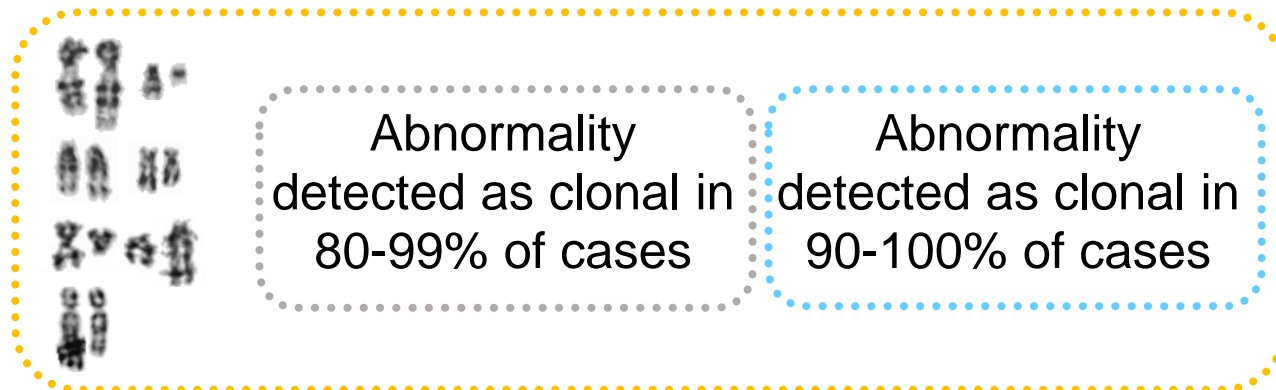 Abnormality
detected as clonal in
80-99% of cases
Abnormality
detected as clonal in
90-100% of cases